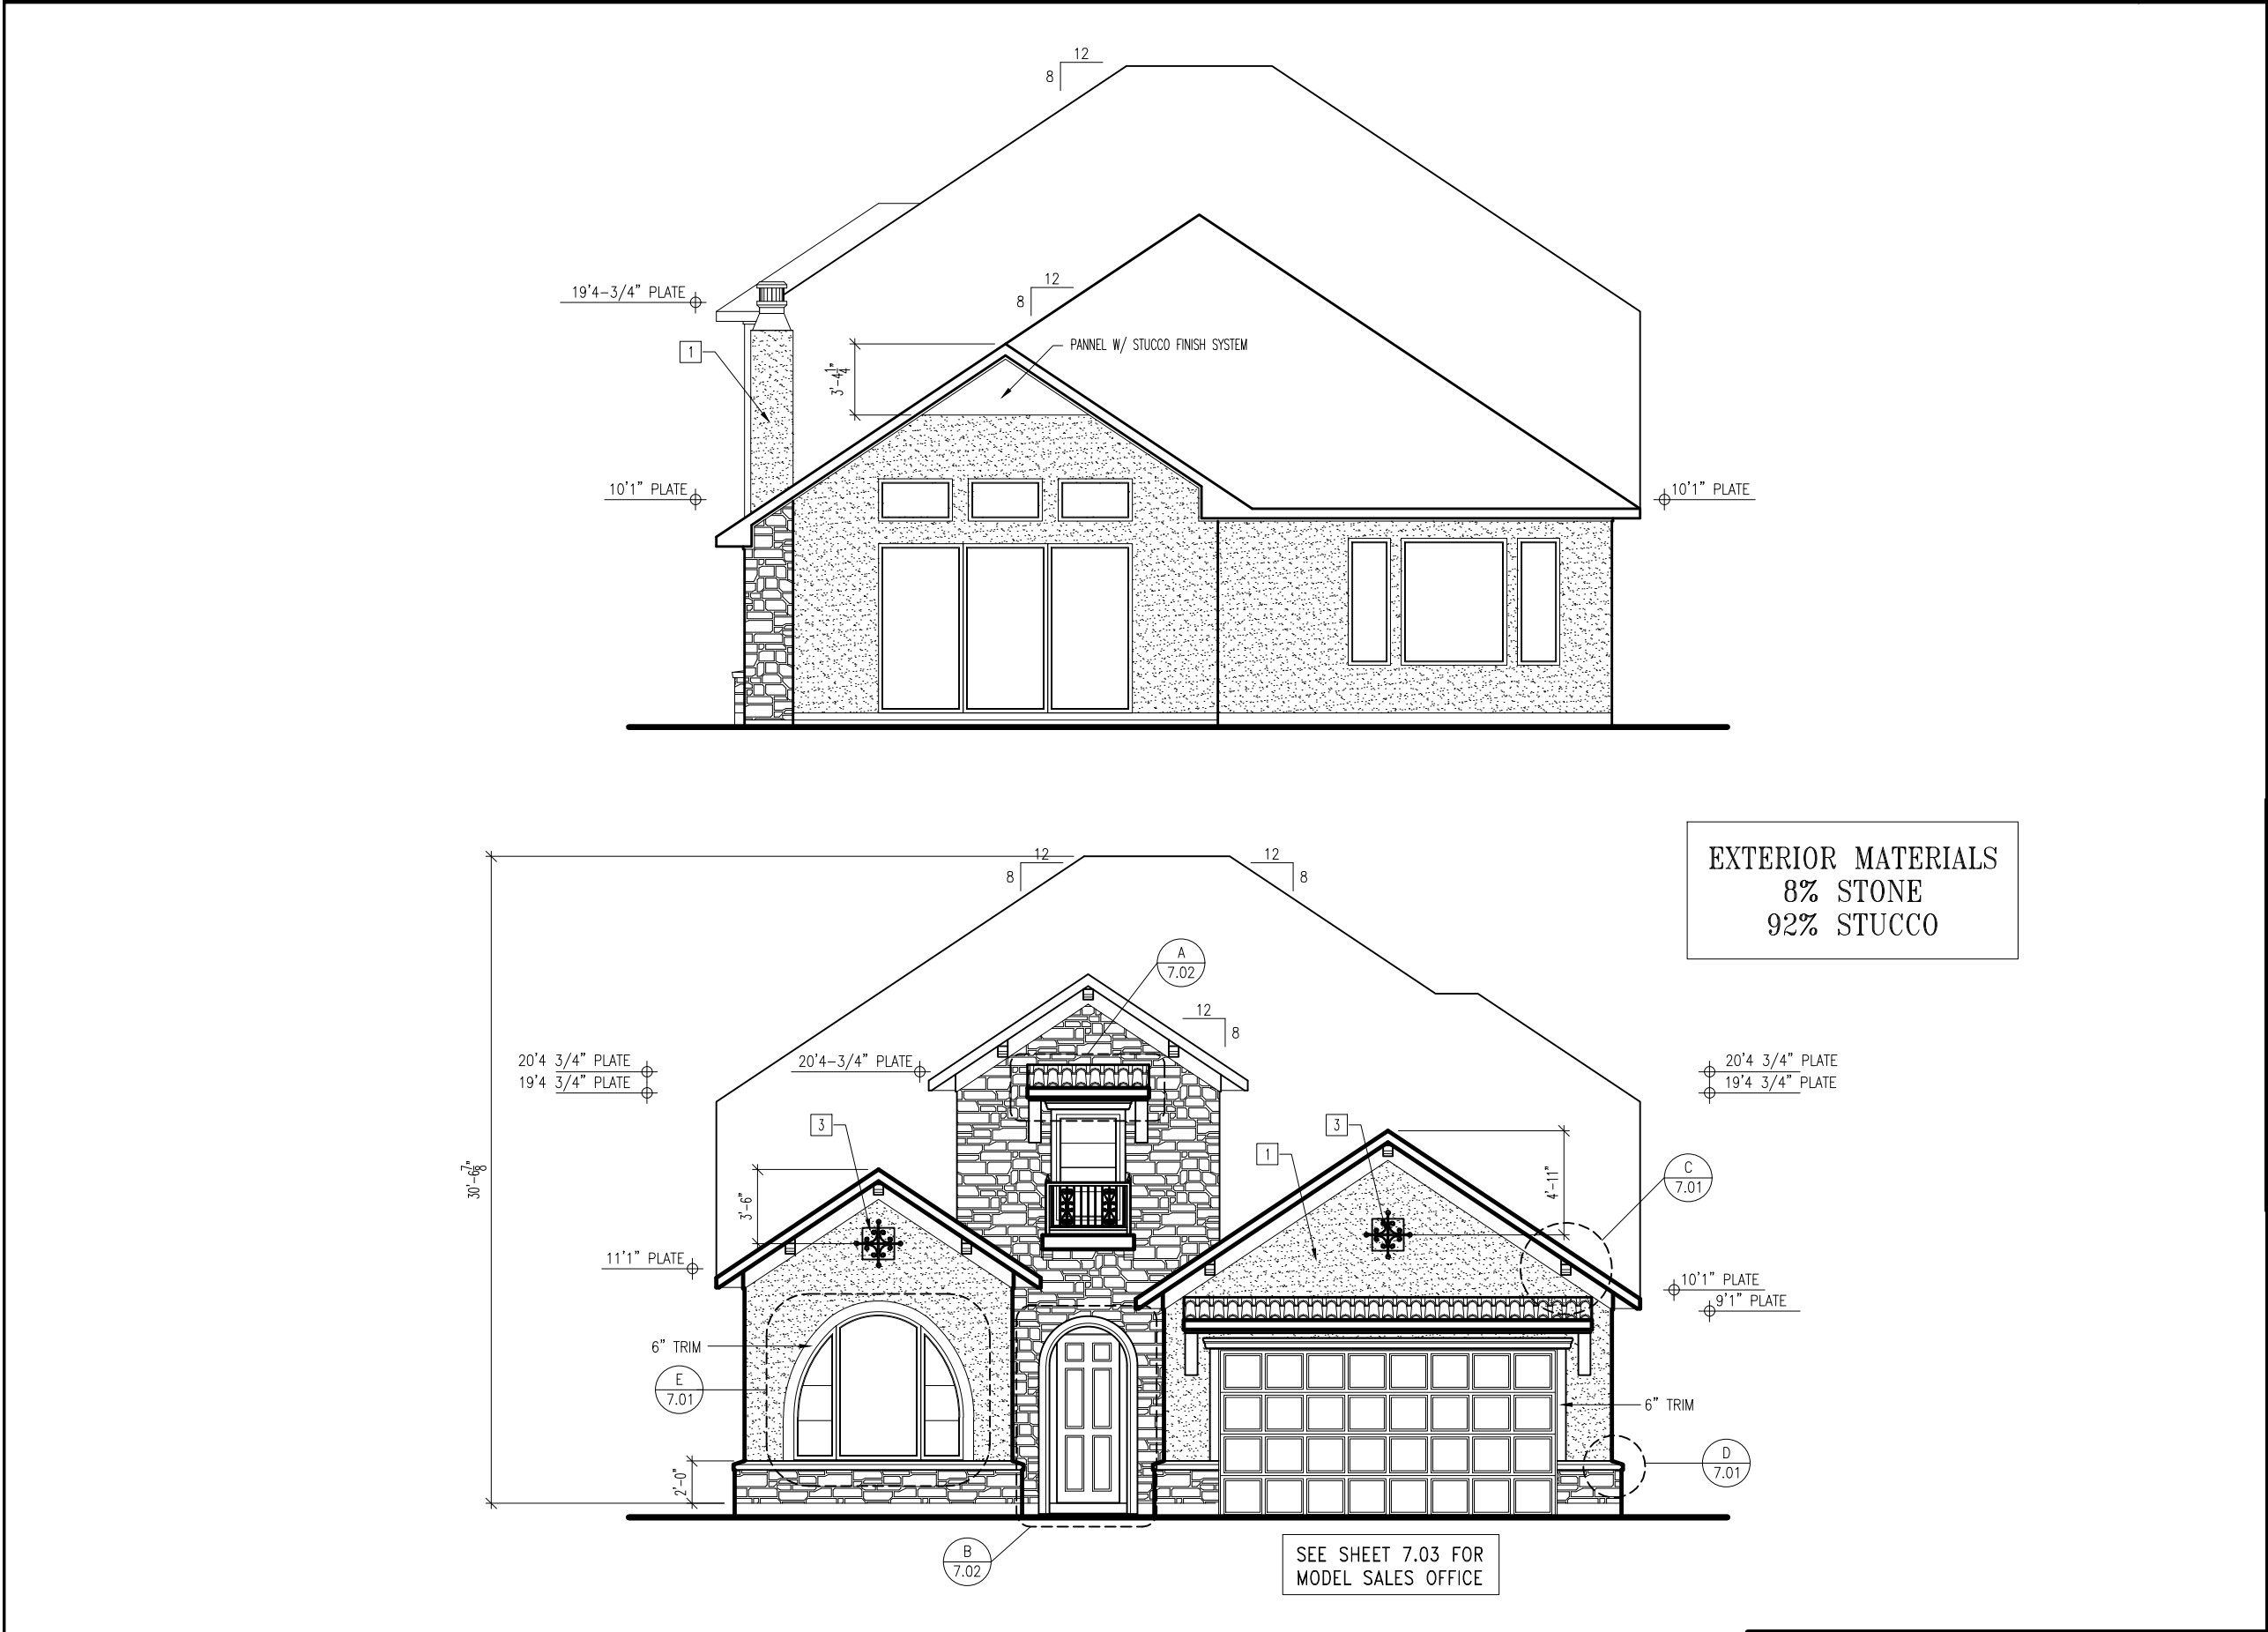 12
8
19'4-3/4" PLATE
12
8
1
PANNEL W/ STUCCO FINISH SYSTEM
3'-4 1/4"
10'1" PLATE
10'1" PLATE
EXTERIOR MATERIALS
8% STONE
92% STUCCO
12
8
12
8
A
7.02
12
8
20'4 3/4" PLATE
19'4 3/4" PLATE
20'4-3/4" PLATE
20'4 3/4" PLATE
19'4 3/4" PLATE
3
3
1
30'-6 7/8"
3'-6"
4'-11"
C
7.01
11'1" PLATE
10'1" PLATE
9'1" PLATE
6" TRIM
E
7.01
6" TRIM
D
7.01
2'-0"
B
7.02
SEE SHEET 7.03 FOR
MODEL SALES OFFICE